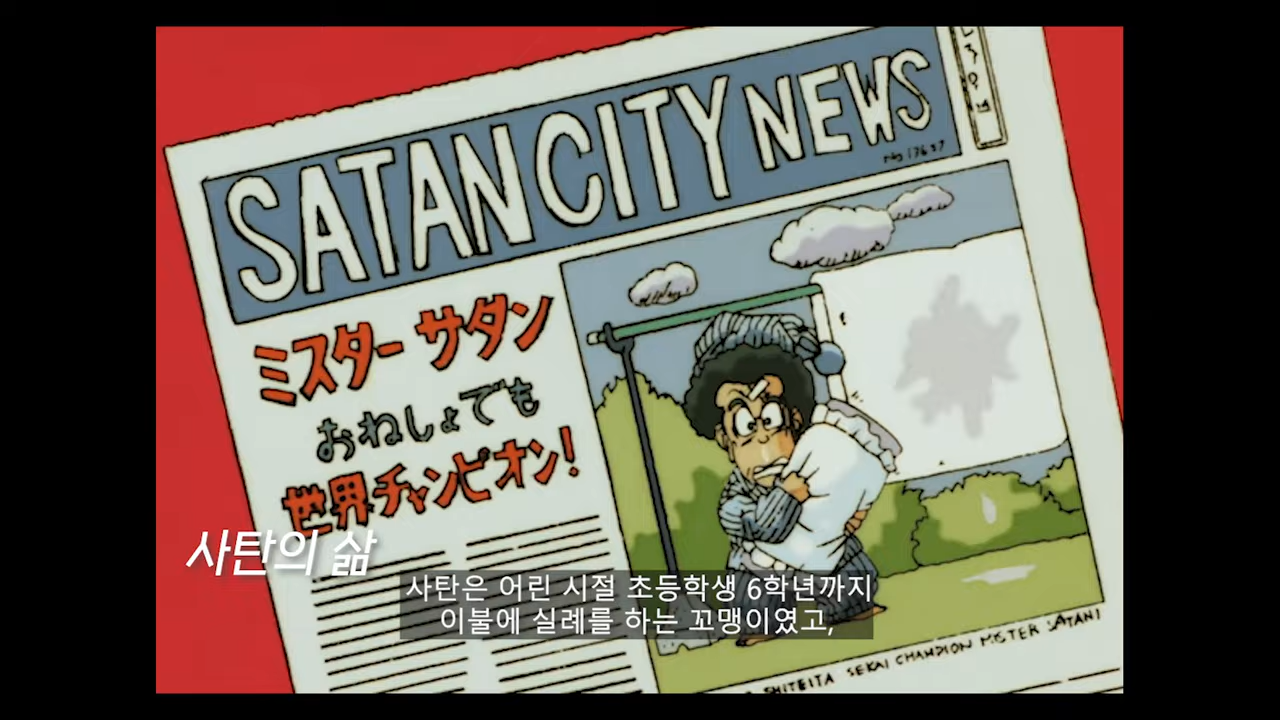 SATAN CITY NEWS
ミスター サタン
おねしょでも
世界チャンピオン!
사탄의 삶
사탄은 어린 시절 초등학생 6학년까지
이불에 실례를 하는 꼬맹이였고,
SHITEITA SEKAI CHAMPION MISTER SATAN!